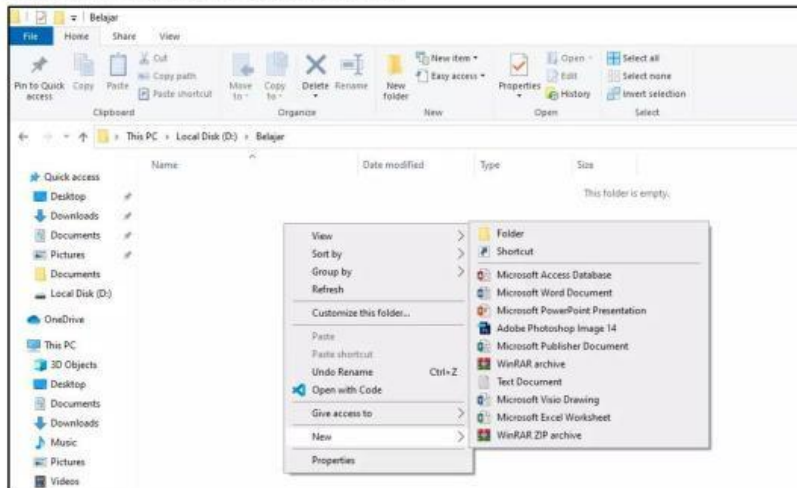 Belajar
File Home Share View
Pin to Quick access
Copy
Paste
Cut
Copy path
Paste shortcut
Clipboard
Move to
Copy to
Delete
Rename
Organize
New folder
New item
Easy access
New
Properties
Open
Edit
History
Open
Select all
Select none
Invert selection
Select
This PC > Local Disk (D:) > Belajar
Name Date modified Type Size
This folder is empty.
Quick access
Desktop
Downloads
Documents
Pictures
Documents
Local Disk (D:)
OneDrive
This PC
3D Objects
Desktop
Documents
Downloads
Music
Pictures
Videos
View
Sort by
Group by
Refresh
Customize this folder...
Paste
Paste shortcut
Undo Rename Ctrl+Z
Open with Code
Give access to
New
Properties
Folder
Shortcut
Microsoft Access Database
Microsoft Word Document
Microsoft PowerPoint Presentation
Adobe Photoshop Image 14
Microsoft Publisher Document
WinRAR archive
Text Document
Microsoft Visio Drawing
Microsoft Excel Worksheet
WinRAR ZIP archive